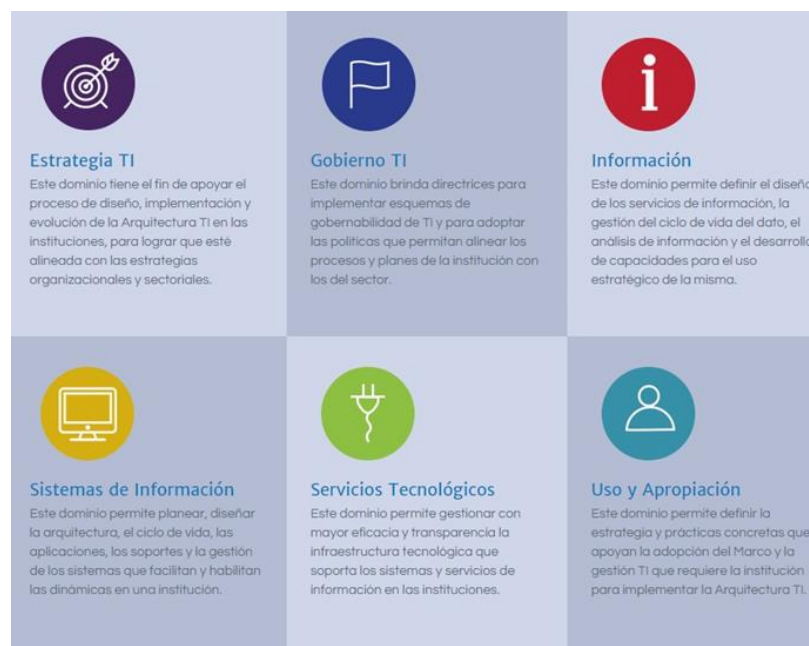 Estrategia TI
Este dominio tiene el fin de apoyar el
proceso de diseño, implementación y
evolución de la Arquitectura TI en las
instituciones, para lograr que esté
alineada con las estrategias
organizacionales y sectoriales.
Gobierno TI
Este dominio brinda directrices para
implementar esquemas de
gobernabilidad de TI y para adoptar
las políticas que permitan alinear los
procesos y planes de la institución con
los del sector.
i
Información
Este dominio permite definir el diseño
de los servicios de información, la
gestión del ciclo de vida del dato, el
análisis de información y el desarrollo
de capacidades para el uso
estratégico de la misma.
Sistemas de Información
Este dominio permite planear, diseñar
la arquitectura, el ciclo de vida, las
aplicaciones, los soportes y la gestión
de los sistemas que facilitan y habilitan
las dinámicas en una institución.
Servicios Tecnológicos
Este dominio permite gestionar con
mayor eficacia y transparencia la
infraestructura tecnológica que
soporta los sistemas y servicios de
información en las instituciones.
Uso y Apropiación
Este dominio permite definir la
estrategia y prácticas concretas que
apoyan la adopción del Marco y la
gestión TI que requiere la institución
para implementar la Arquitectura TI.